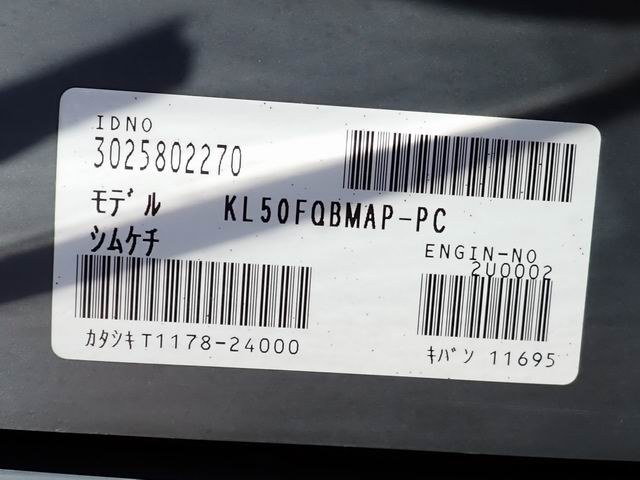 IDNO
3025802270
モデル KL50FQBMAP-PC
シムケチ
ENGIN-NO
2U0002
カタシキT1178-24000
キバン 11695